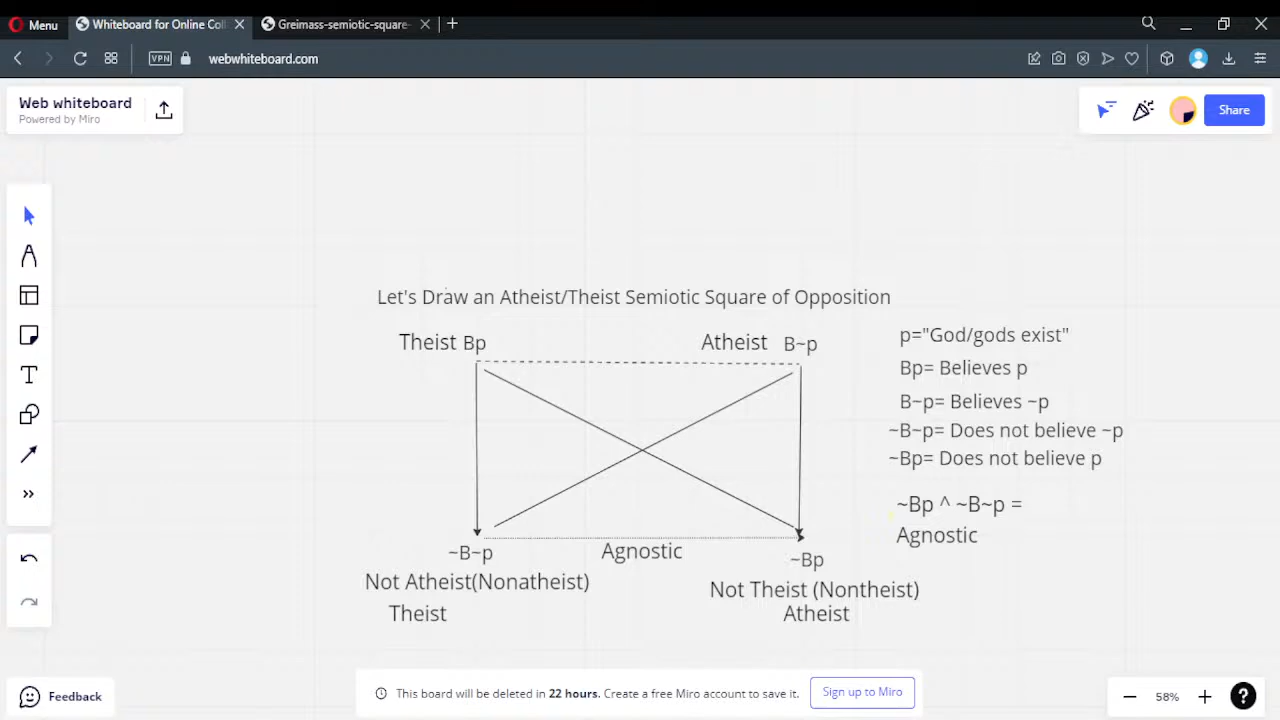 Menu
Whiteboard for Online Coll
Greimass-semiotic-square-
VPN
webwhiteboard.com
Web whiteboard
Powered by Miro
Share
Let's Draw an Atheist/Theist Semiotic Square of Opposition
Theist Bp
Atheist B~p
p="God/gods exist"
Bp= Believes p
B~p= Believes ~p
~B~p= Does not believe ~p
~Bp= Does not believe p
~Bp ^ ~B~p =
Agnostic
~B~p
Agnostic
~Bp
Not Atheist(Nonatheist)
Not Theist (Nontheist)
Theist
Atheist
Feedback
This board will be deleted in 22 hours. Create a free Miro account to save it.
Sign up to Miro
58%